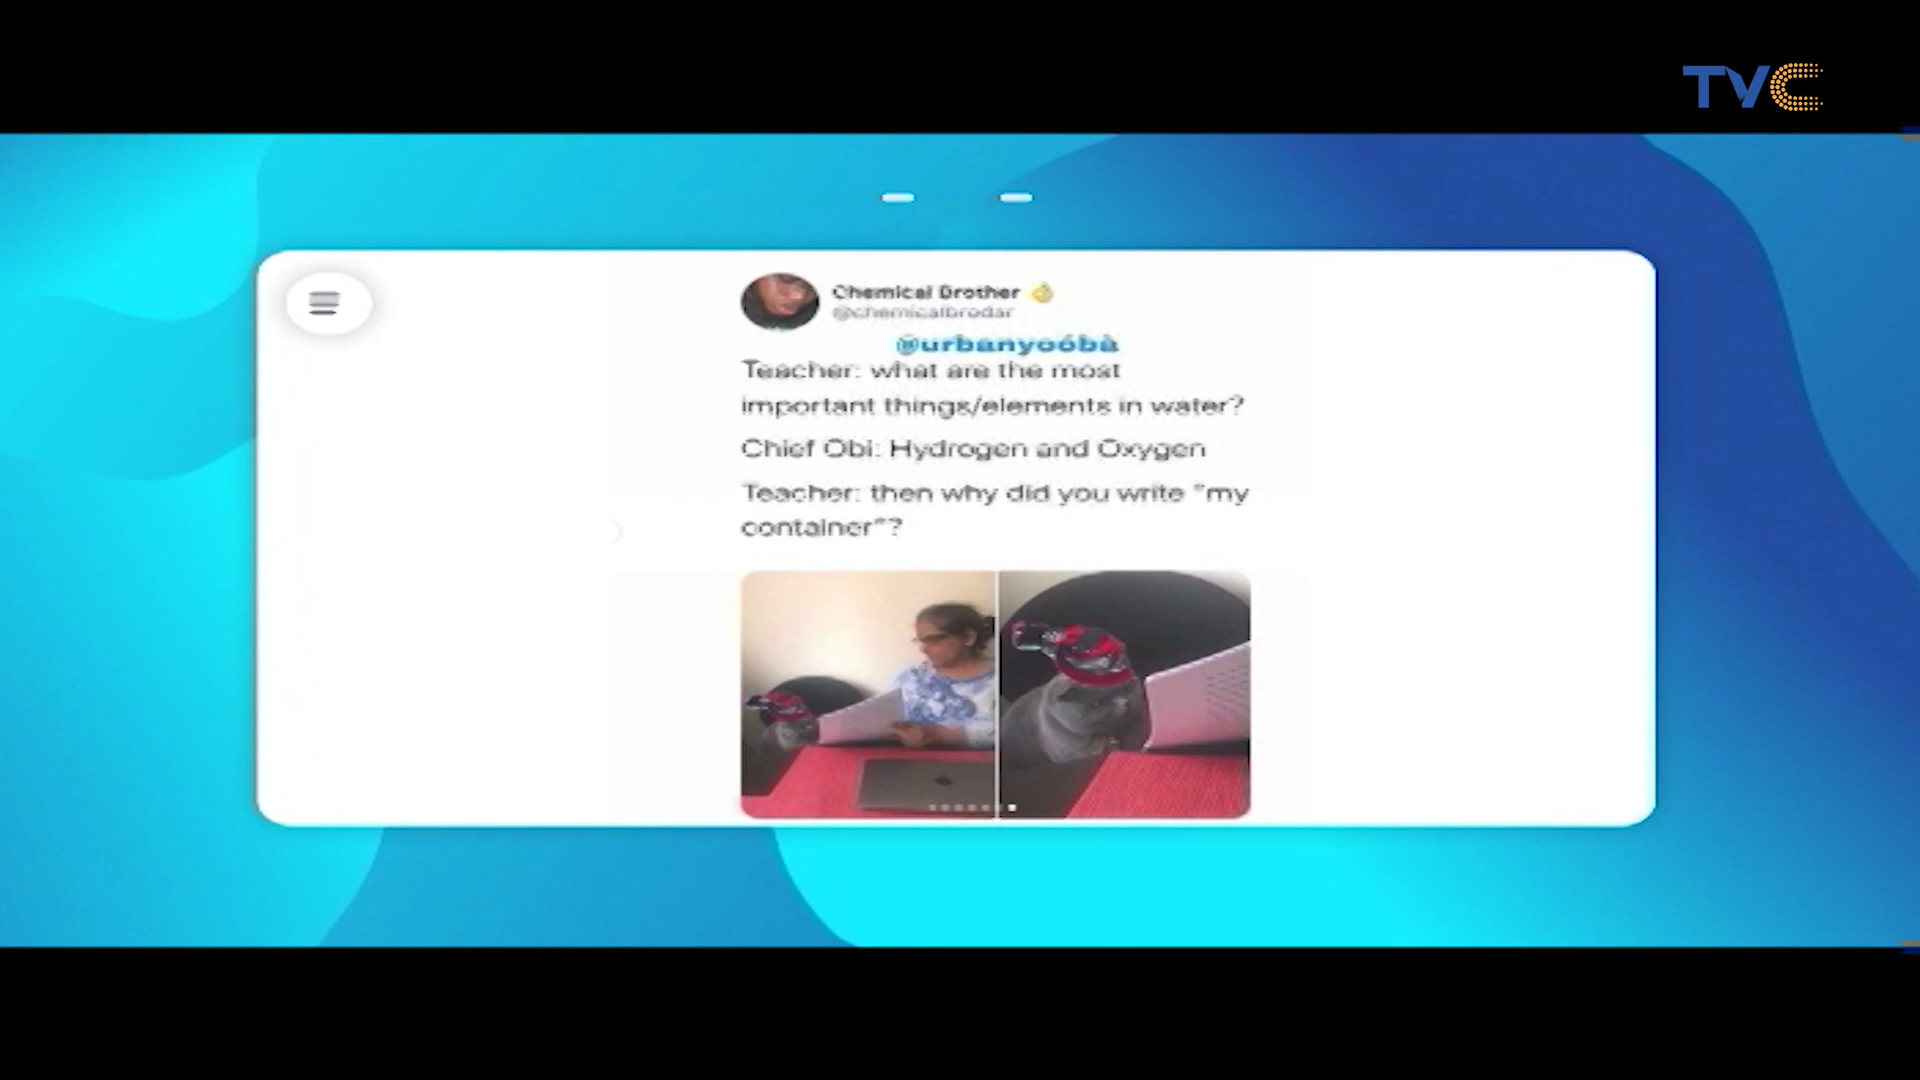 TVC
Chemical Brother
@chemicalbrodar
@urbanyoóbà
Teacher: what are the most
important things/elements in water?
Chief Obi: Hydrogen and Oxygen
Teacher: then why did you write "my
container"?